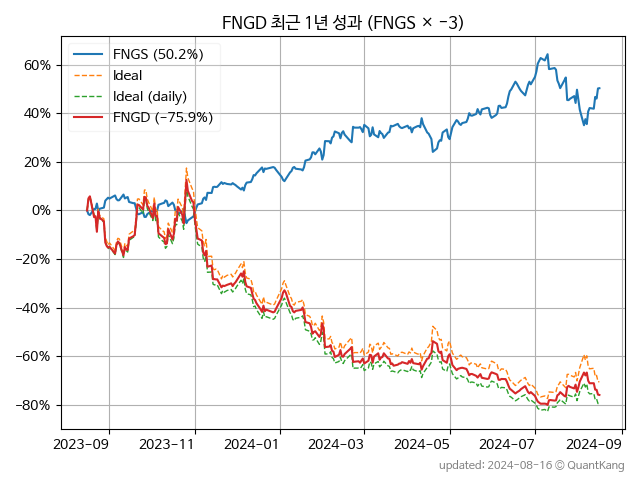 FNGD 최근 1년 성과 (FNGS × −3)
FNGS (50.2%)
Ideal
Ideal (daily)
FNGD (−75.9%)
60%
40%
20%
0%
−20%
−40%
−60%
−80%
2023-09 2023-11 2024-01 2024-03 2024-05 2024-07 2024-09
updated: 2024-08-16 © QuantKang